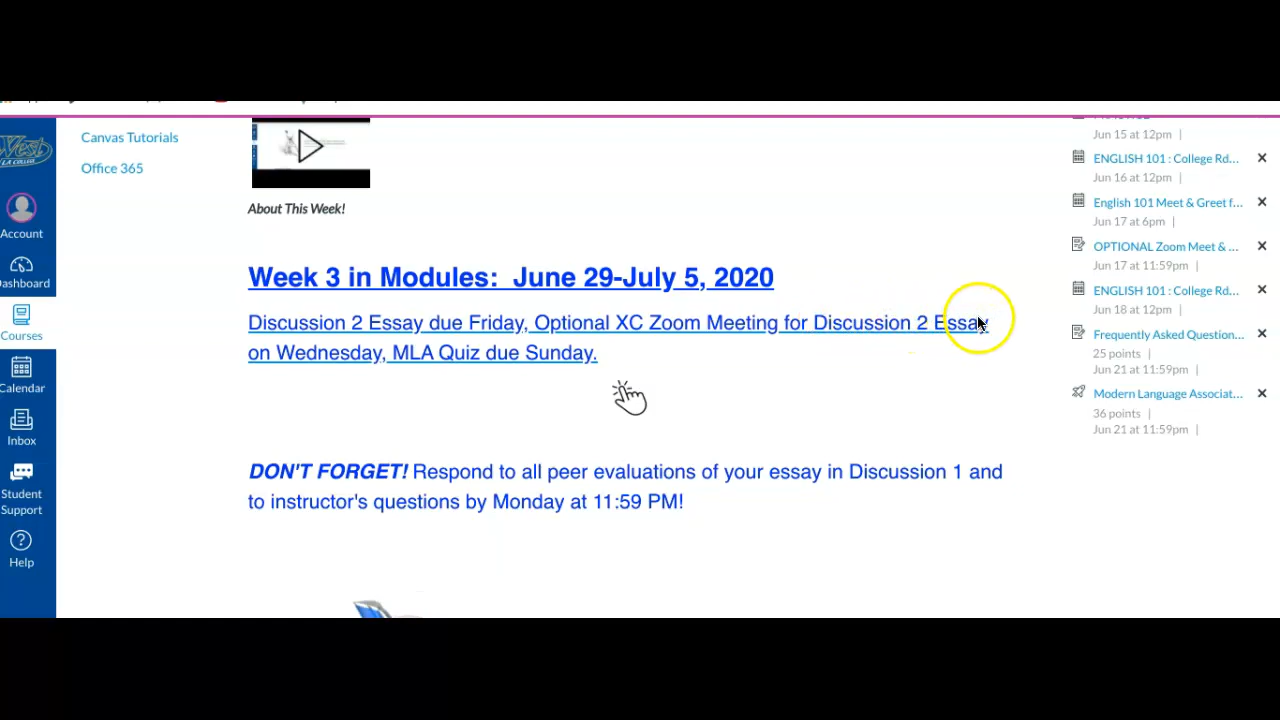 West
L.A. COLLEGE
Account
Dashboard
Courses
Calendar
Inbox
Student
Support
Help
Canvas Tutorials
Office 365
About This Week!
Week 3 in Modules: June 29-July 5, 2020
Discussion 2 Essay due Friday, Optional XC Zoom Meeting for Discussion 2 Essay
on Wednesday, MLA Quiz due Sunday.
DON'T FORGET! Respond to all peer evaluations of your essay in Discussion 1 and
to instructor's questions by Monday at 11:59 PM!
Jun 15 at 12pm |
ENGLISH 101 : College Rd...
Jun 16 at 12pm |
English 101 Meet & Greet f...
Jun 17 at 6pm |
OPTIONAL Zoom Meet & ...
Jun 17 at 11:59pm |
ENGLISH 101 : College Rd...
Jun 18 at 12pm |
Frequently Asked Question...
25 points |
Jun 21 at 11:59pm |
Modern Language Associat...
36 points |
Jun 21 at 11:59pm |